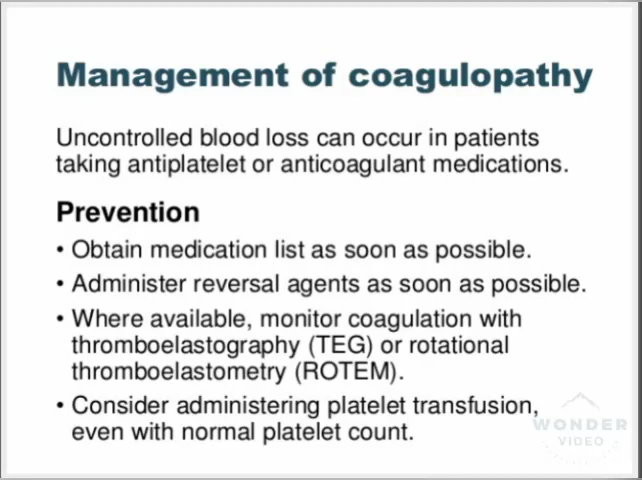 Management of coagulopathy
Uncontrolled blood loss can occur in patients
taking antiplatelet or anticoagulant medications.
Prevention
• Obtain medication list as soon as possible.
• Administer reversal agents as soon as possible.
• Where available, monitor coagulation with
thromboelastography (TEG) or rotational
thromboelastometry (ROTEM).
• Consider administering platelet transfusion,
even with normal platelet count.
WONDER
VIDEO